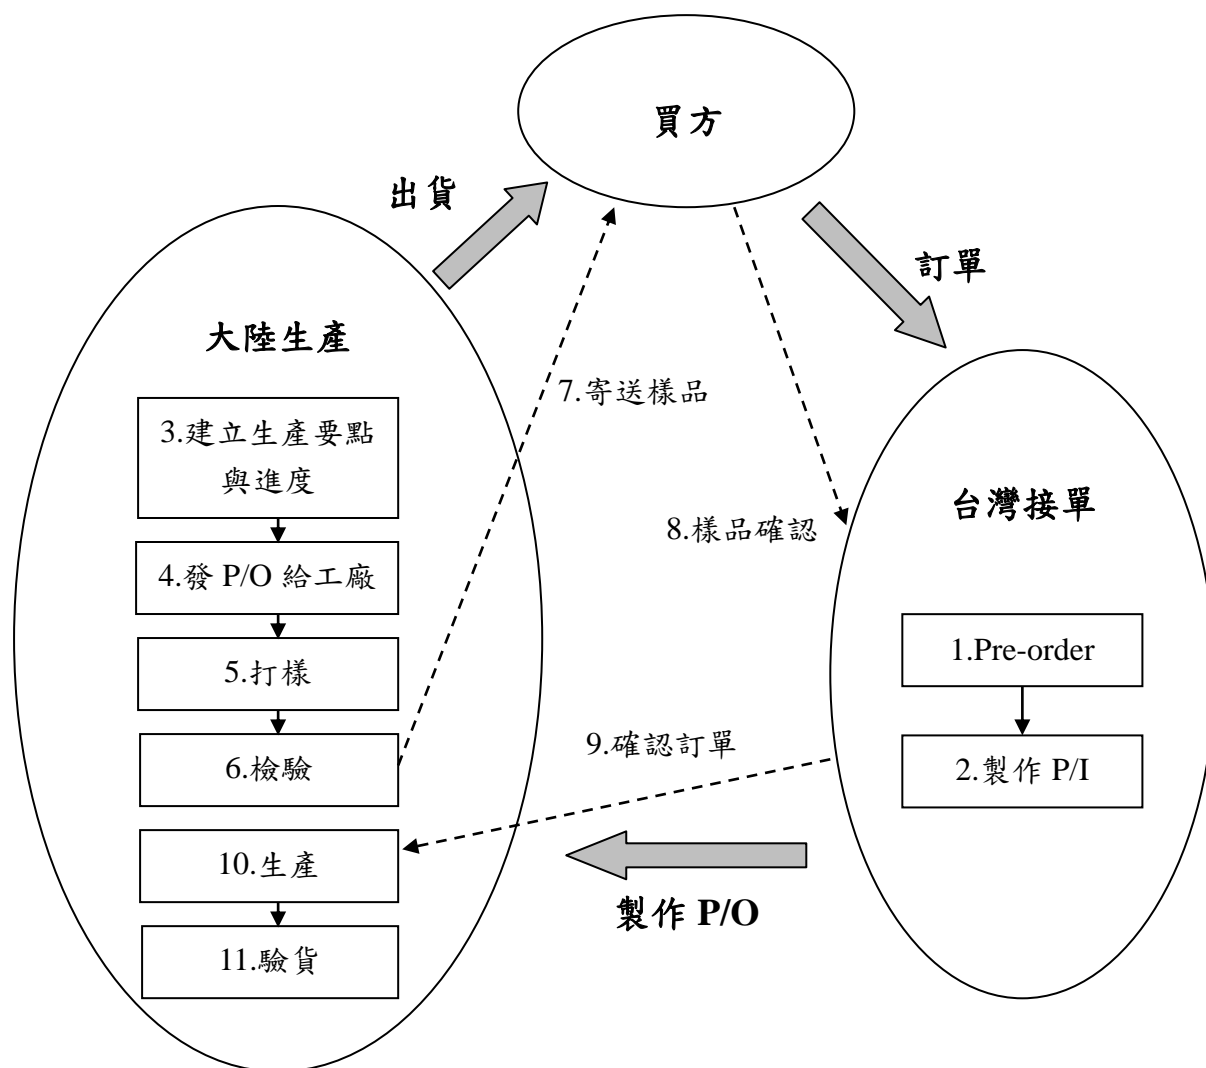 買方
出貨
訂單
大陸生產
7.寄送樣品
3.建立生產要點
與進度
台灣接單
8.樣品確認
4.發 P/O 給工廠
5.打樣
1.Pre-order
9.確認訂單
6.檢驗
2.製作 P/I
10.生產
製作 P/O
11.驗貨